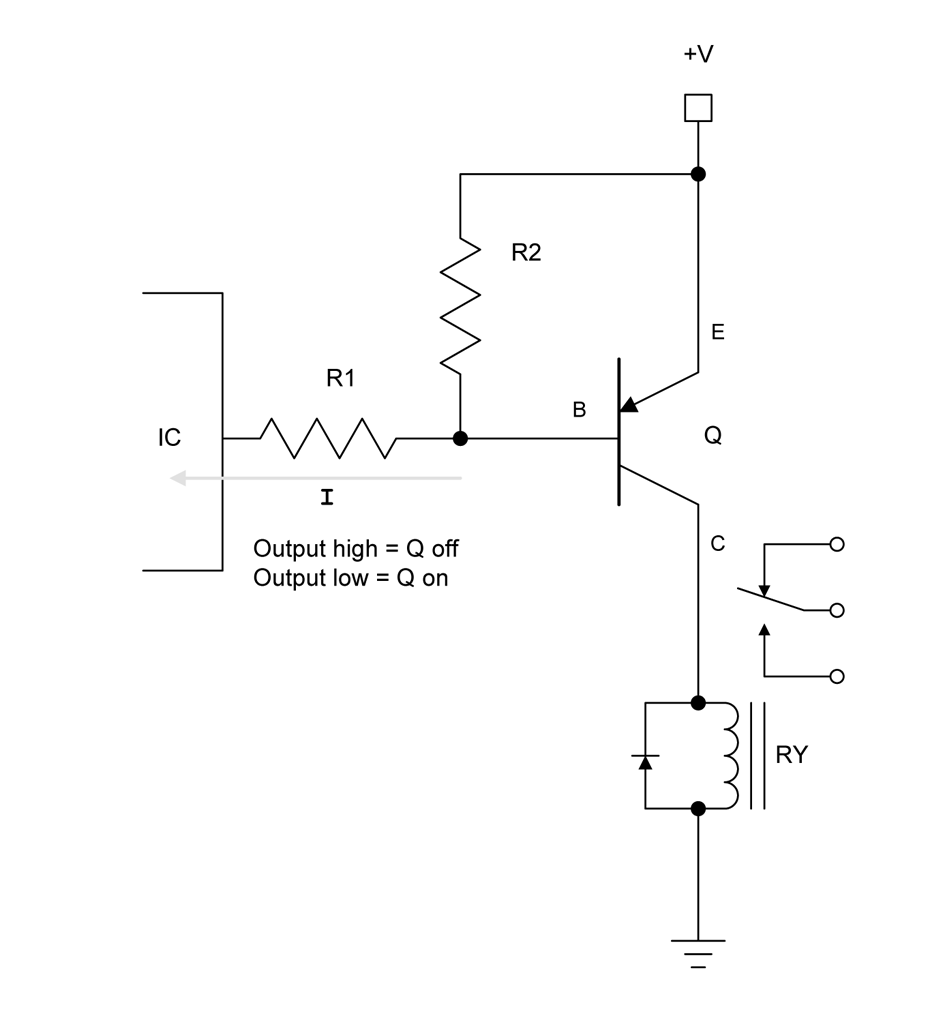 +V
R2
E
R1
B
IC
Q
I
Output high = Q off
Output low = Q on
C
RY